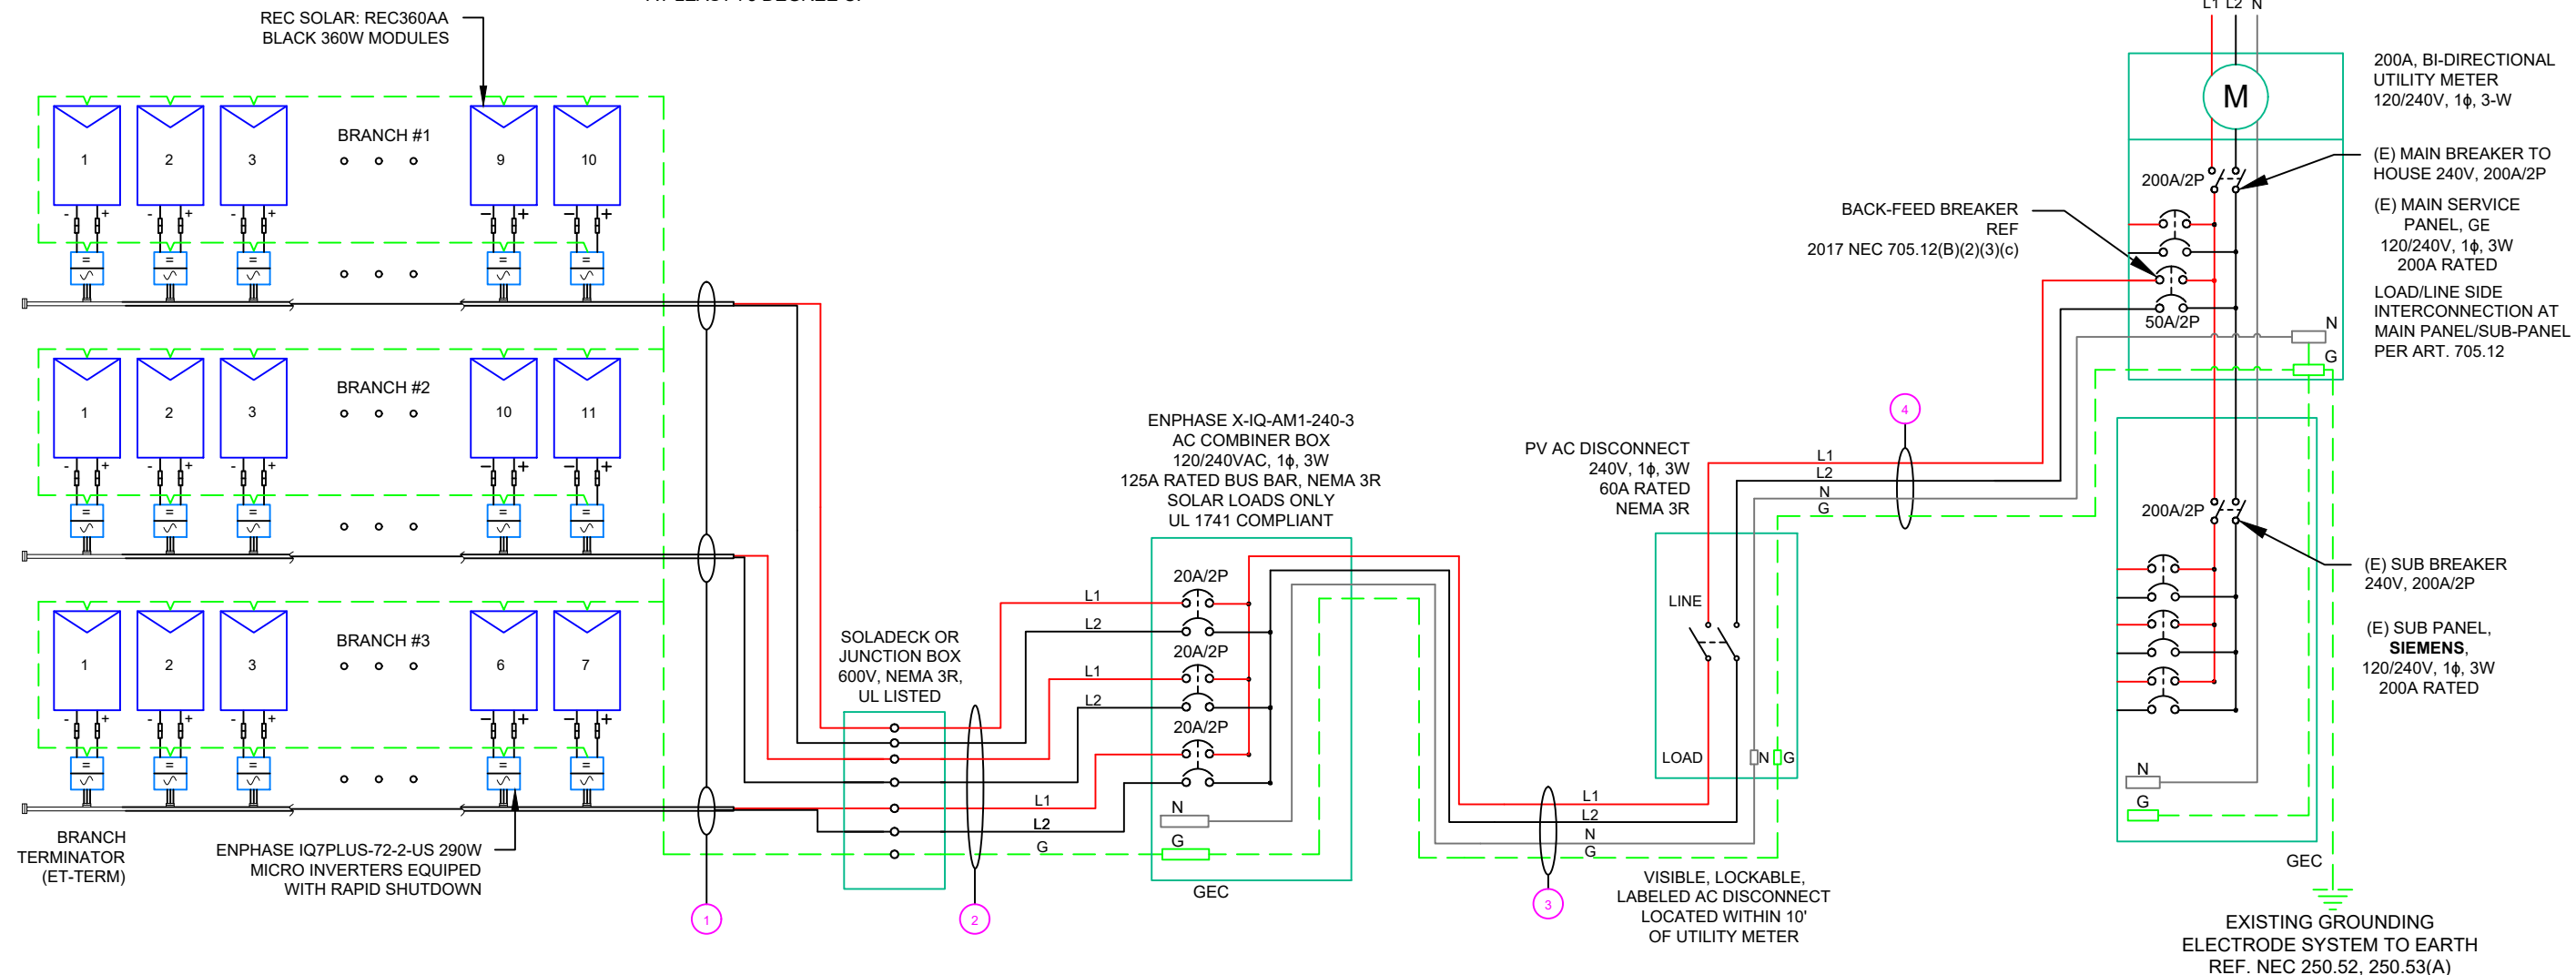 REC SOLAR: REC360AA
BLACK 360W MODULES
BRANCH #1
1
2
3
9
10
- +
- +
- +
- +
- +
BRANCH #2
1
2
3
10
11
- +
- +
- +
- +
- +
BRANCH #3
1
2
3
6
7
- +
- +
- +
- +
- +
BRANCH
TERMINATOR
(ET-TERM)
ENPHASE IQ7PLUS-72-2-US 290W
MICRO INVERTERS EQUIPED
WITH RAPID SHUTDOWN
1
SOLADECK OR
JUNCTION BOX
600V, NEMA 3R,
UL LISTED
2
L1
L2
L1
L2
L1
L2
G
ENPHASE X-IQ-AM1-240-3
AC COMBINER BOX
120/240VAC, 1ϕ, 3W
125A RATED BUS BAR, NEMA 3R
SOLAR LOADS ONLY
UL 1741 COMPLIANT
20A/2P
20A/2P
20A/2P
N
G
GEC
L1
L2
N
G
3
PV AC DISCONNECT
240V, 1ϕ, 3W
60A RATED
NEMA 3R
LINE
LOAD
N
G
VISIBLE, LOCKABLE,
LABELED AC DISCONNECT
LOCATED WITHIN 10'
OF UTILITY METER
L1
L2
N
G
4
BACK-FEED BREAKER
REF
2017 NEC 705.12(B)(2)(3)(c)
L1 L2 N
M
200A, BI-DIRECTIONAL
UTILITY METER
120/240V, 1ϕ, 3-W
200A/2P
(E) MAIN BREAKER TO
HOUSE 240V, 200A/2P
(E) MAIN SERVICE
PANEL, GE
120/240V, 1ϕ, 3W
200A RATED
LOAD/LINE SIDE
INTERCONNECTION AT
MAIN PANEL/SUB-PANEL
PER ART. 705.12
50A/2P
N
G
200A/2P
(E) SUB BREAKER
240V, 200A/2P
(E) SUB PANEL,
SIEMENS,
120/240V, 1ϕ, 3W
200A RATED
N
G
GEC
EXISTING GROUNDING
ELECTRODE SYSTEM TO EARTH
REF. NEC 250.52, 250.53(A)